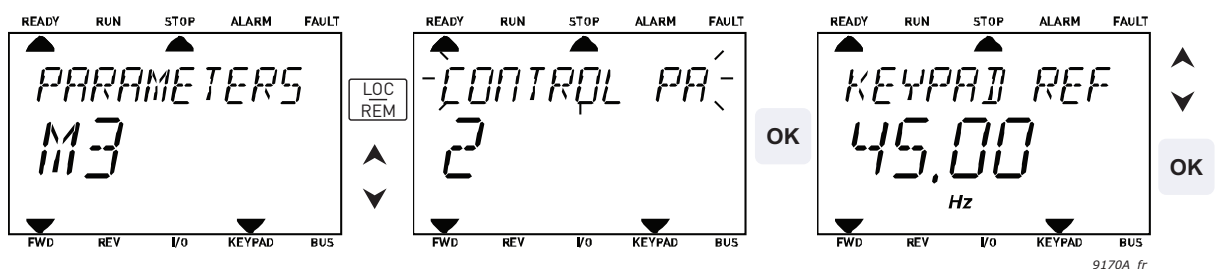 READY RUN STOP ALARM FAULT
PARAMETERS
M3
FWD REV I/O KEYPAD BUS
LOC
REM
READY RUN STOP ALARM FAULT
CONTROL PA
2
FWD REV I/O KEYPAD BUS
OK
READY RUN STOP ALARM FAULT
KEYPAD REF
45.00
Hz
FWD REV I/O KEYPAD BUS
OK
9170A_fr